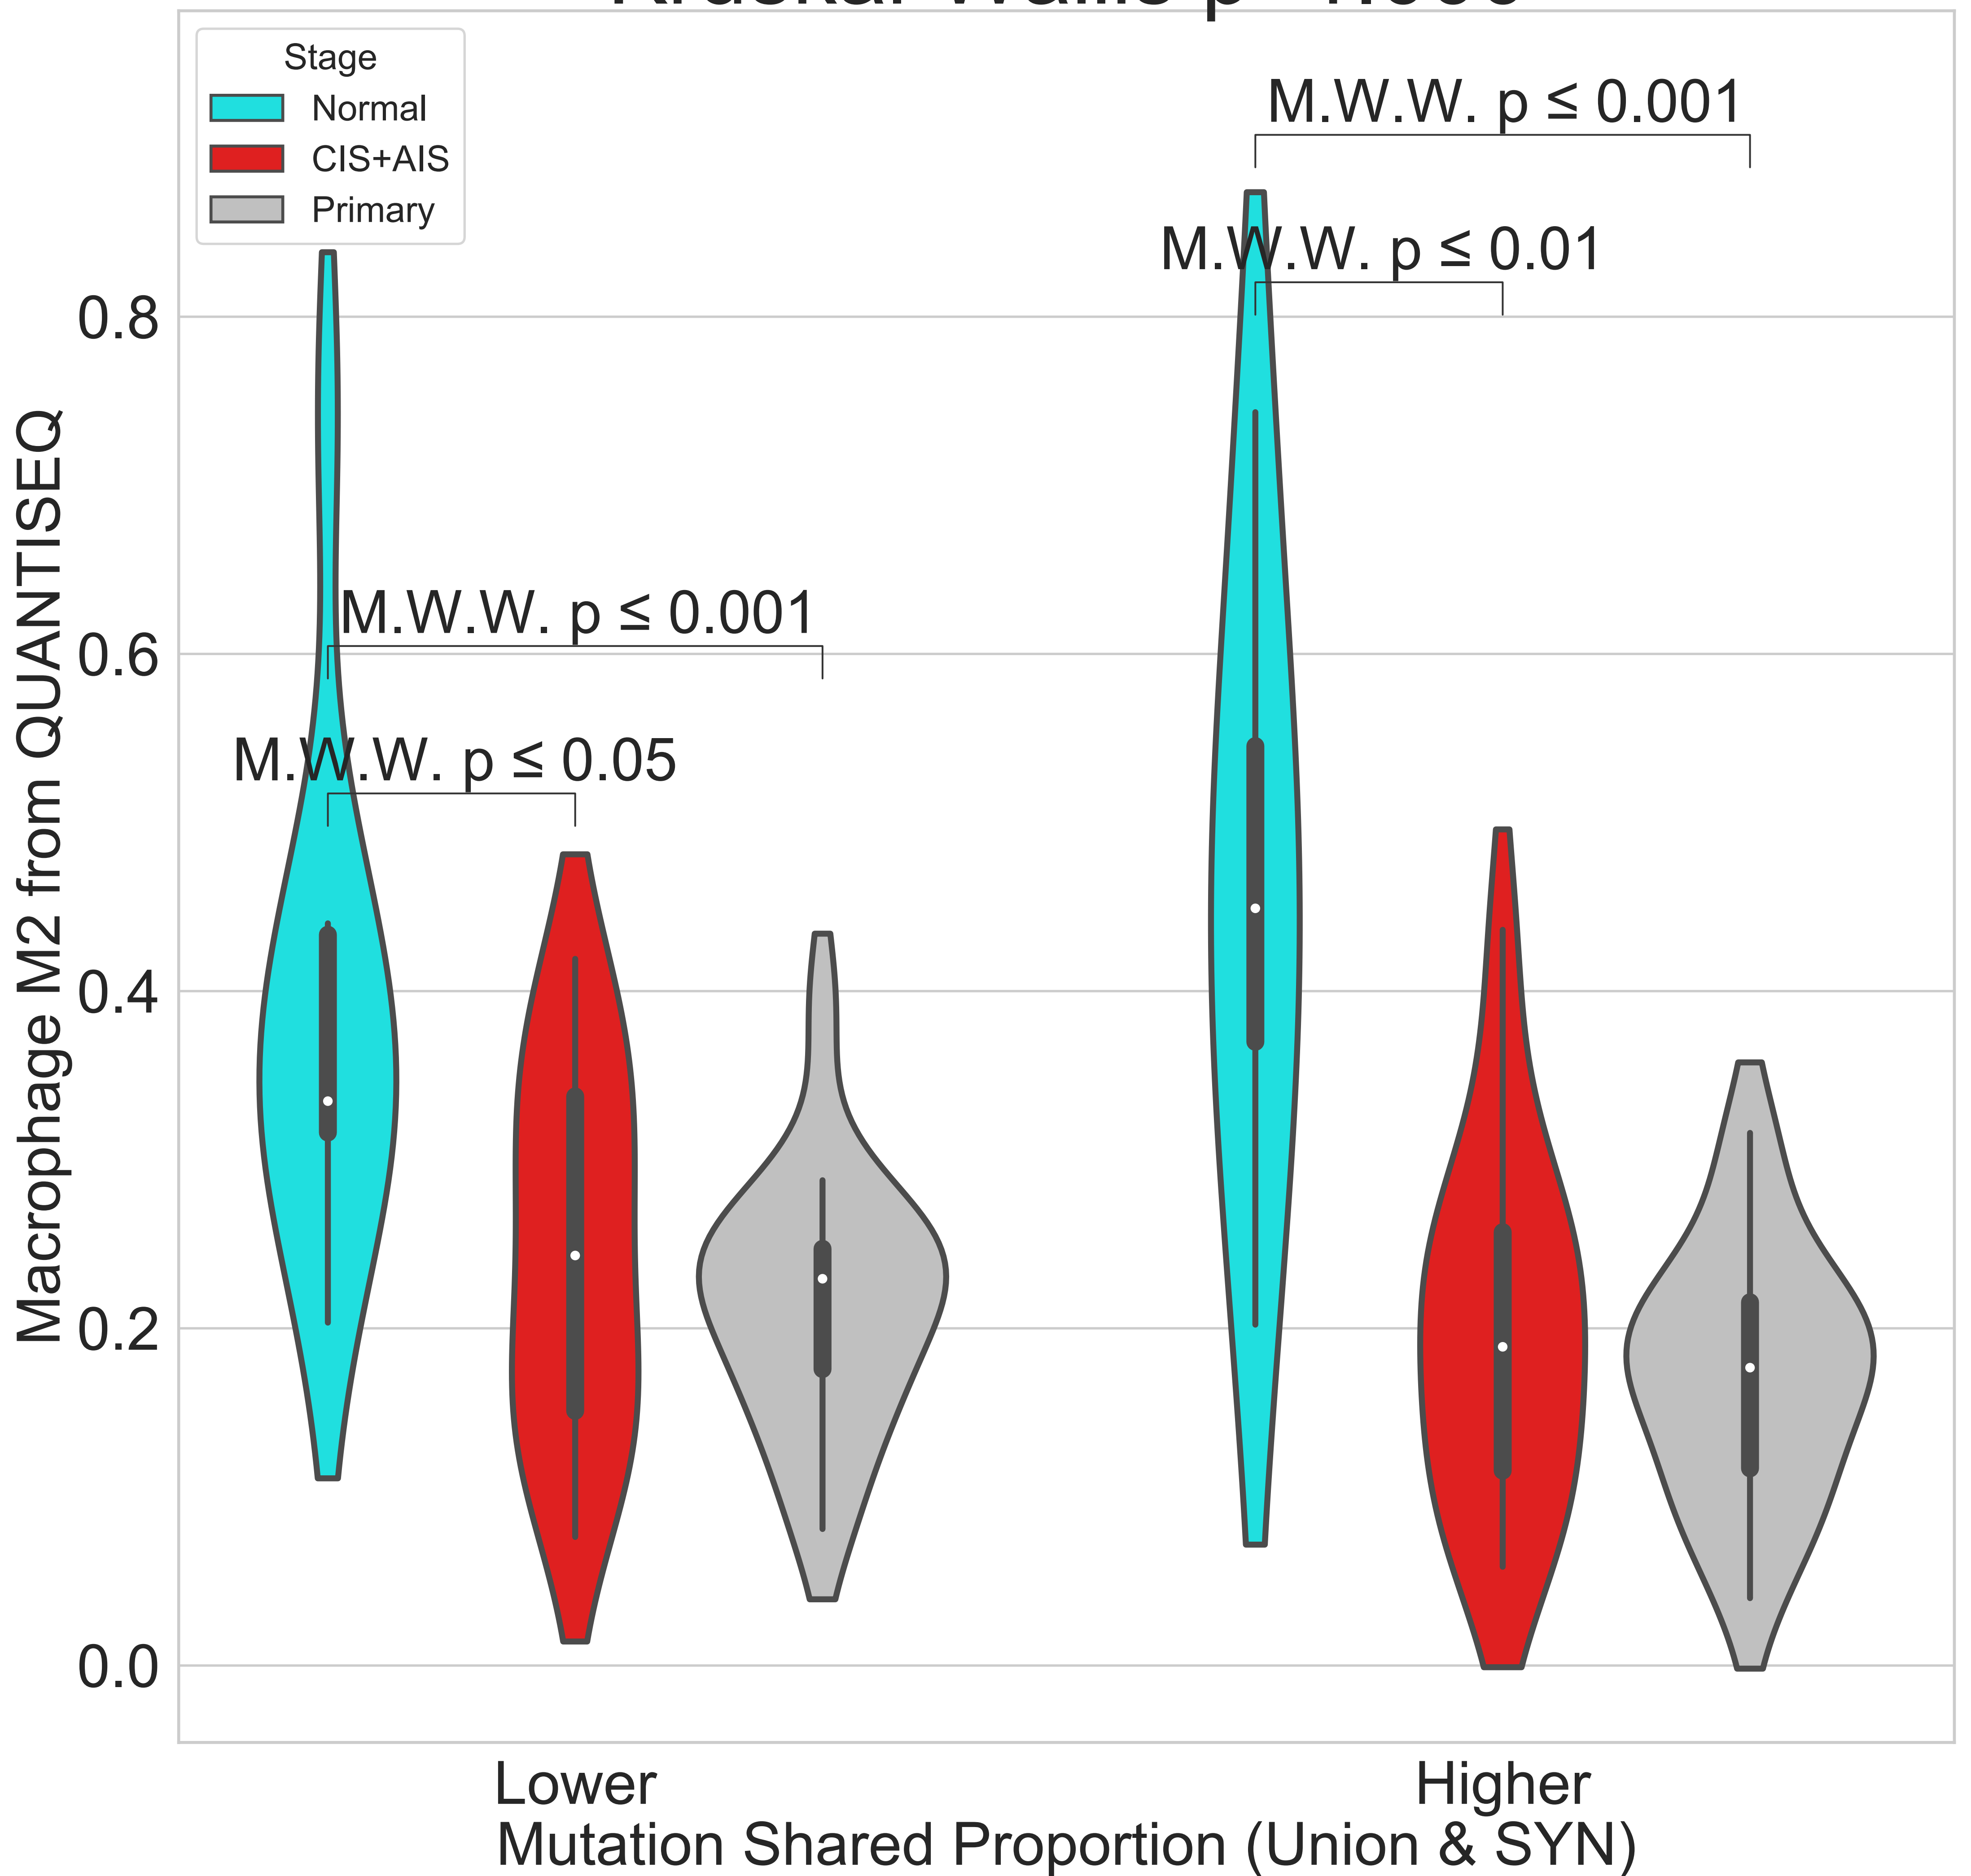 Stage
Normal
CIS+AIS
Primary
M.W.W. p ≤ 0.001
M.W.W. p ≤ 0.01
M.W.W. p ≤ 0.001
M.W.W. p ≤ 0.05
Macrophage M2 from QUANTISEQ
0.8
0.6
0.4
0.2
0.0
Lower
Higher
Mutation Shared Proportion (Union & SYN)